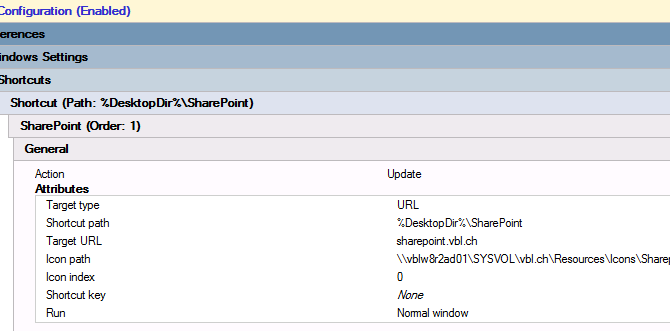 Configuration (Enabled)
erences
indows Settings
Shortcuts
Shortcut (Path: %DesktopDir%\SharePoint)
SharePoint (Order: 1)
General
Action Update
Attributes
Target type URL
Shortcut path %DesktopDir%\SharePoint
Target URL sharepoint.vbl.ch
Icon path \\vblw8r2ad01\SYSVOL\vbl.ch\Resources\Icons\Sharep
Icon index 0
Shortcut key None
Run Normal window